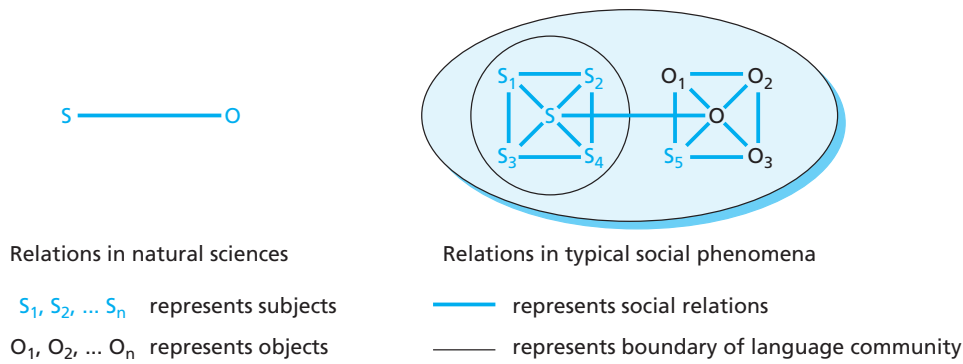 S₁ S₂ O₁ O₂
S O S O
S₃ S₄ S₅ O₃
Relations in natural sciences Relations in typical social phenomena
S₁, S₂, ... Sₙ represents subjects represents social relations
O₁, O₂, ... Oₙ represents objects represents boundary of language community